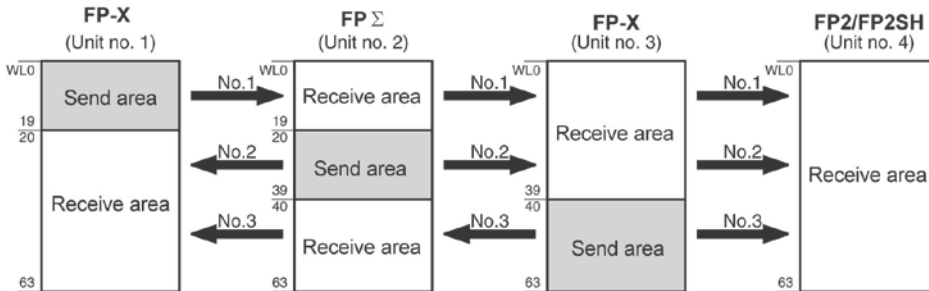 FP-X FP Σ FP-X FP2/FP2SH
(Unit no. 1) (Unit no. 2) (Unit no. 3) (Unit no. 4)
WL0 WL0 WL0 WL0
Send area No.1 Receive area No.1 No.1
19 19
20 20
No.2 Send area No.2 Receive area No.2 Receive area
Receive area 39 39
40 40
No.3 Receive area No.3 Send area No.3
63 63 63 63